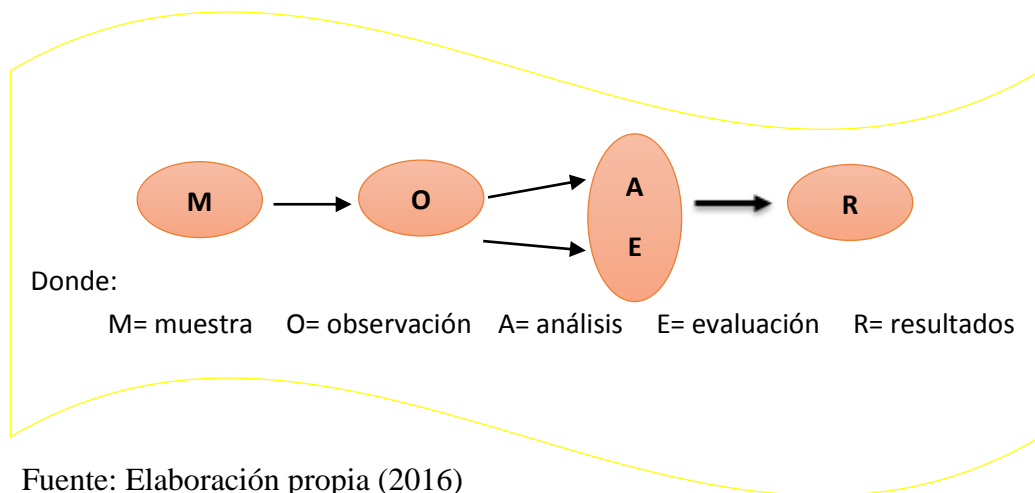 M
O
A
E
R
Donde:
M= muestra O= observación A= análisis E= evaluación R= resultados
Fuente: Elaboración propia (2016)